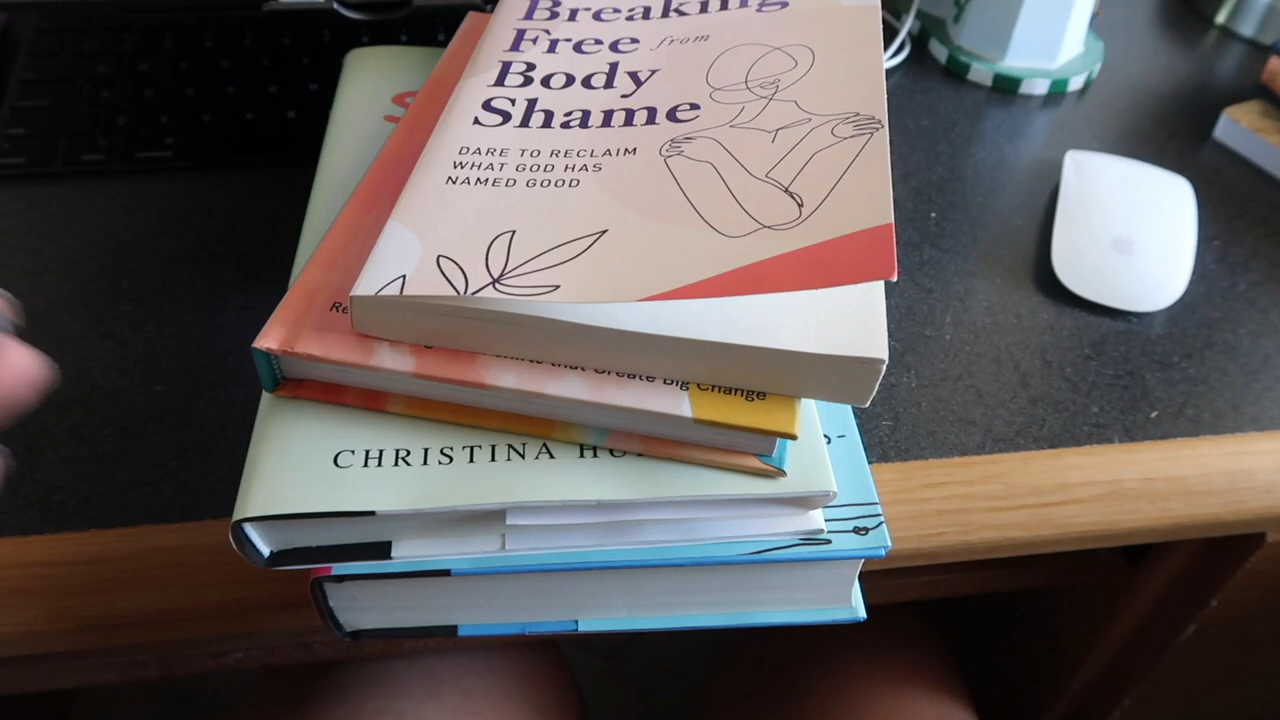 Breaking
Free from
Body
Shame
DARE TO RECLAIM
WHAT GOD HAS
NAMED GOOD
that Create Big Change
CHRISTINA